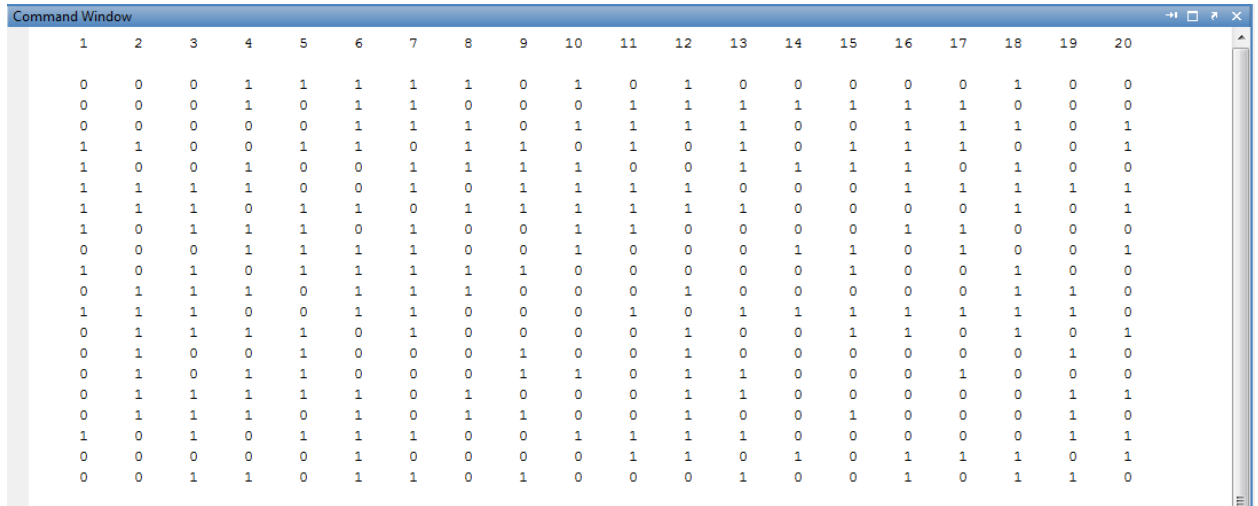 Command Window
1 2 3 4 5 6 7 8 9 10 11 12 13 14 15 16 17 18 19 20
0 0 0 1 1 1 1 1 0 1 0 1 0 0 0 0 0 1 0 0
0 0 0 1 0 1 1 0 0 0 1 1 1 1 1 1 1 0 0 0
0 0 0 0 0 1 1 1 0 1 1 1 1 0 0 1 1 1 0 1
1 1 0 0 1 1 0 1 1 0 1 0 1 0 1 1 1 0 0 1
1 0 0 1 0 0 1 1 1 1 0 0 1 1 1 1 0 1 0 0
1 1 1 1 0 0 1 0 1 1 1 1 0 0 0 1 1 1 1 1
1 1 1 0 1 1 0 1 1 1 1 1 1 0 0 0 0 1 0 1
1 0 1 1 1 0 1 0 0 1 1 0 0 0 0 1 1 0 0 0
0 0 0 1 1 1 1 0 0 1 0 0 0 1 1 0 1 0 0 1
1 0 1 0 1 1 1 1 1 0 0 0 0 0 1 0 0 1 0 0
0 1 1 1 0 1 1 1 0 0 0 1 0 0 0 0 0 1 1 0
1 1 1 0 0 1 1 0 0 0 1 0 1 1 1 1 1 1 1 0
0 1 1 1 1 0 1 0 0 0 0 1 0 0 1 1 0 1 0 1
0 1 0 0 1 0 0 0 1 0 0 1 0 0 0 0 0 0 1 0
0 1 0 1 1 0 0 0 1 1 0 1 1 0 0 0 1 0 0 0
0 1 1 1 1 1 0 1 0 0 0 1 1 0 0 0 0 0 1 1
0 1 1 1 0 1 0 1 1 0 0 1 0 0 1 0 0 0 1 0
1 0 1 0 1 1 1 0 0 1 1 1 1 0 0 0 0 0 1 1
0 0 0 0 0 1 0 0 0 0 1 1 0 1 0 1 1 1 0 1
0 0 1 1 0 1 1 0 1 0 0 0 1 0 0 1 0 1 1 0